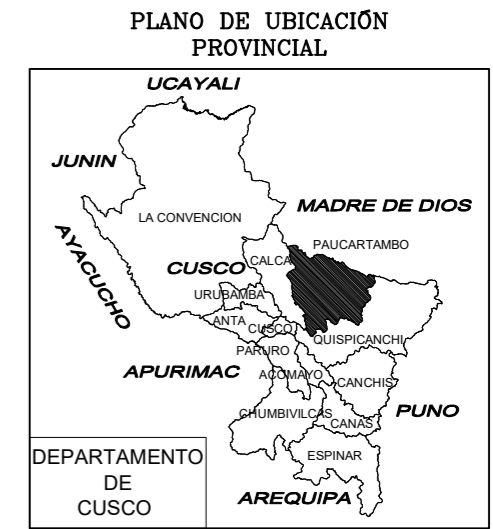 PLANO DE UBICACIÓN
PROVINCIAL
UCAYALI
JUNIN
MADRE DE DIOS
LA CONVENCION
PAUCARTAMBO
AYACUCHO
CUSCO
CALCA
URUBAMBA
ANTA
CUSCO
QUISPICANCHI
PARURO
APURIMAC
ACOMAYO
CANCHIS
CHUMBIVILCAS
PUNO
CANAS
ESPINAR
DEPARTAMENTO
DE
CUSCO
AREQUIPA